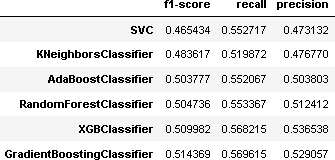 f1-score recall precision
SVC 0.465434 0.552717 0.473132
KNeighborsClassifier 0.483617 0.519872 0.476770
AdaBoostClassifier 0.503777 0.552067 0.503803
RandomForestClassifier 0.504736 0.553367 0.512412
XGBClassifier 0.509982 0.568215 0.536538
GradientBoostingClassifier 0.514369 0.569615 0.529057